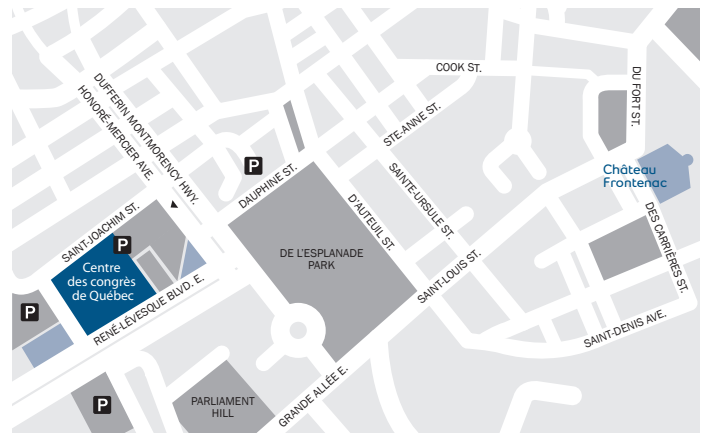 COOK ST.
DU FORT ST.
DUFFERIN MONTMORENCY HWY.
HONORÉ-MERCIER AVE.
STE-ANNE ST.
P
DAUPHINE ST.
SAINTE-URSULE ST.
Château
Frontenac
D'AUTEUIL ST.
SAINT-JOACHIM ST.
P
DES CARRIÈRES ST.
DE L'ESPLANADE
PARK
SAINT-LOUIS ST.
Centre
des congrès
de Québec
RENÉ-LÉVESQUE BLVD. E.
P
SAINT-DENIS AVE.
P
PARLIAMENT
HILL
GRANDE ALLÉE E.